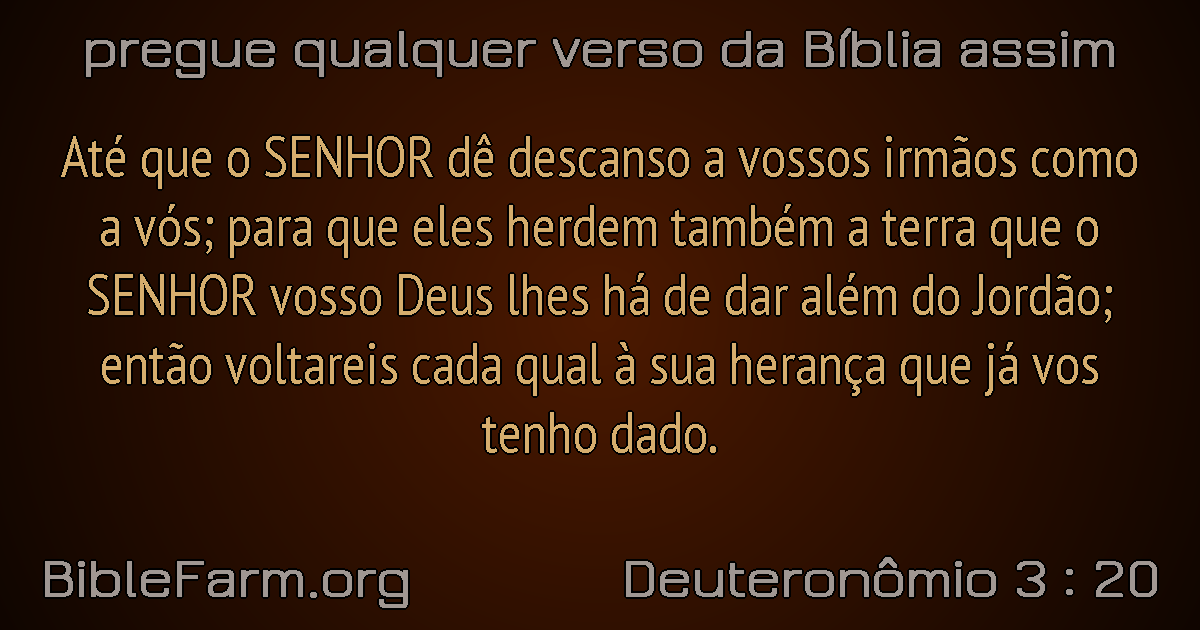 pregue qualquer verso da Bíblia assim
Até que o SENHOR dê descanso a vossos irmãos como
a vós; para que eles herdem também a terra que o
SENHOR vosso Deus lhes há de dar além do Jordão;
então voltareis cada qual à sua herança que já vos
tenho dado.
BibleFarm.org
Deuteronômio 3 : 20